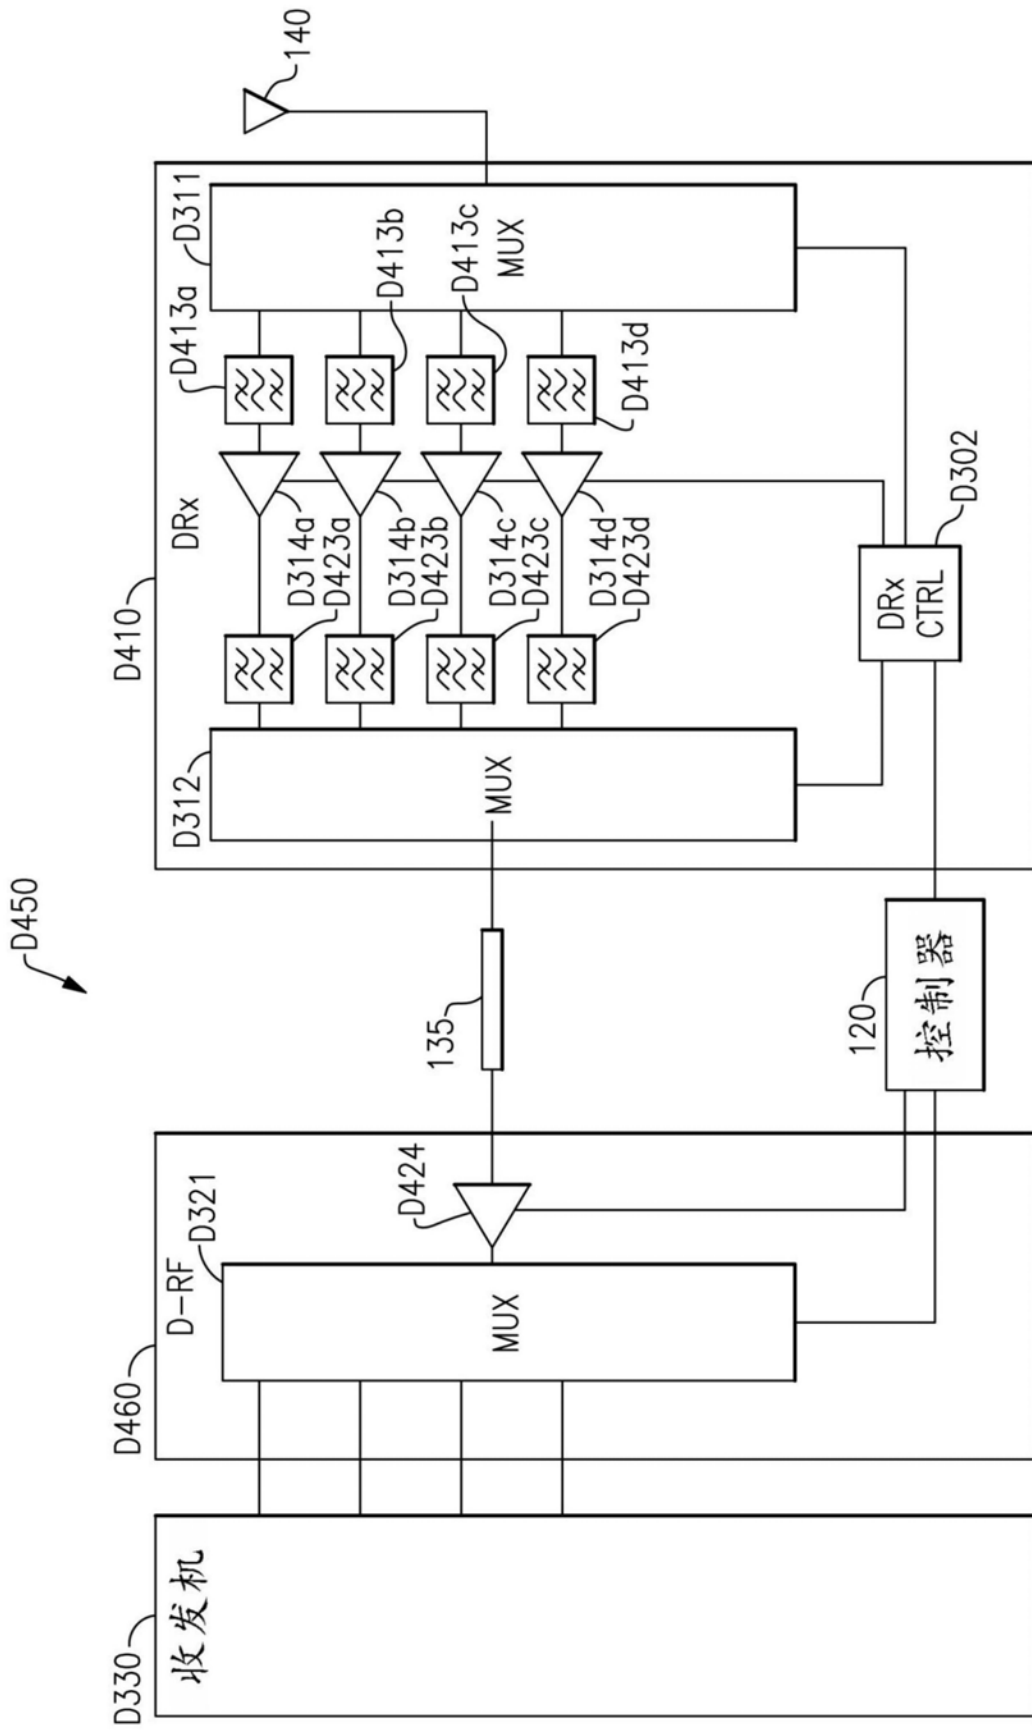 D450
D330
收发机
D460
D-RF
D321
MUX
D424
135
120
控制器
D410
DRx
D312
MUX
D423a
D423b
D423c
D423d
D314a
D314b
D314c
D314d
D413a
D413b
D413c
D413d
D311
MUX
DRx
CTRL
D302
140